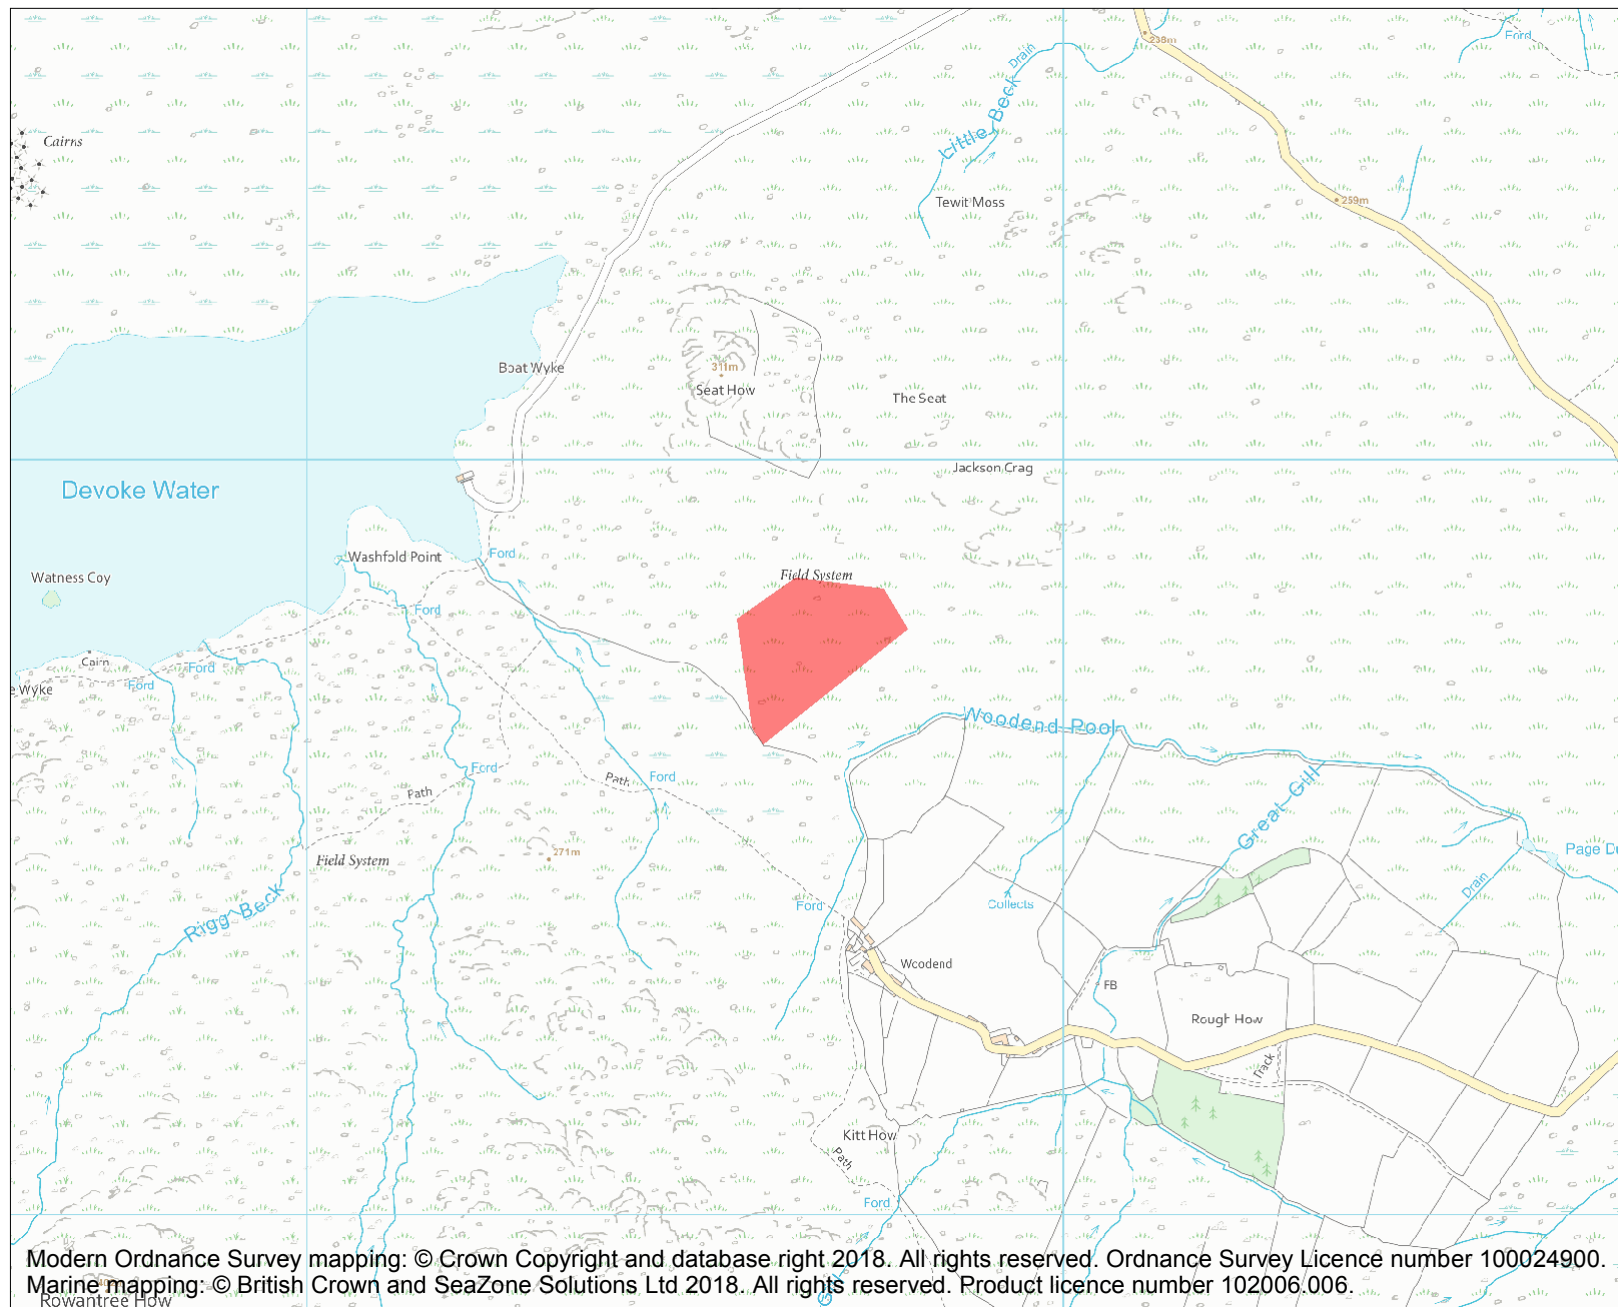 238m
Ford
Drain
Little Beck
Cairns
Tewit Moss
259m
Boat Wyke
311m
Seat How
The Seat
Jackson Crag
Devoke Water
Ford
Washfold Point
Field System
Watness Coy
Ford
Cairn
Ford
Ford
e Wyke
Woodend Pool
Ford
Path
Ford
Path
Great Gill
Field System
271m
Page Du
Drain
Rigg Beck
Ford
Collects
Woodend
FB
Rough How
Track
Kitt How
Path
Ford
Modern Ordnance Survey mapping: © Crown Copyright and database right 2018. All rights reserved. Ordnance Survey Licence number 100024900.
Marine mapping: © British Crown and SeaZone Solutions Ltd 2018. All rights reserved. Product licence number 102006.006.
Rowantree How